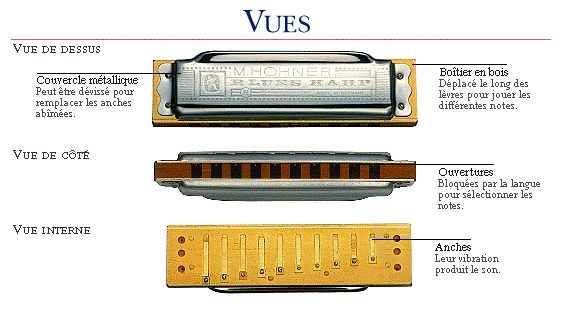 VUES
VUE DE DESSUS
Couvercle métallique
Peut être dévissé pour
remplacer les anches
abîmées.
M. HOHNER
BLUES HARP
Boîtier en bois
Déplacé le long des
lèvres pour jouer les
différentes notes.
VUE DE CÔTÉ
Ouvertures
Bloquées par la langue
pour sélectionner les
notes.
VUE INTERNE
Anches
Leur vibration
produit le son.